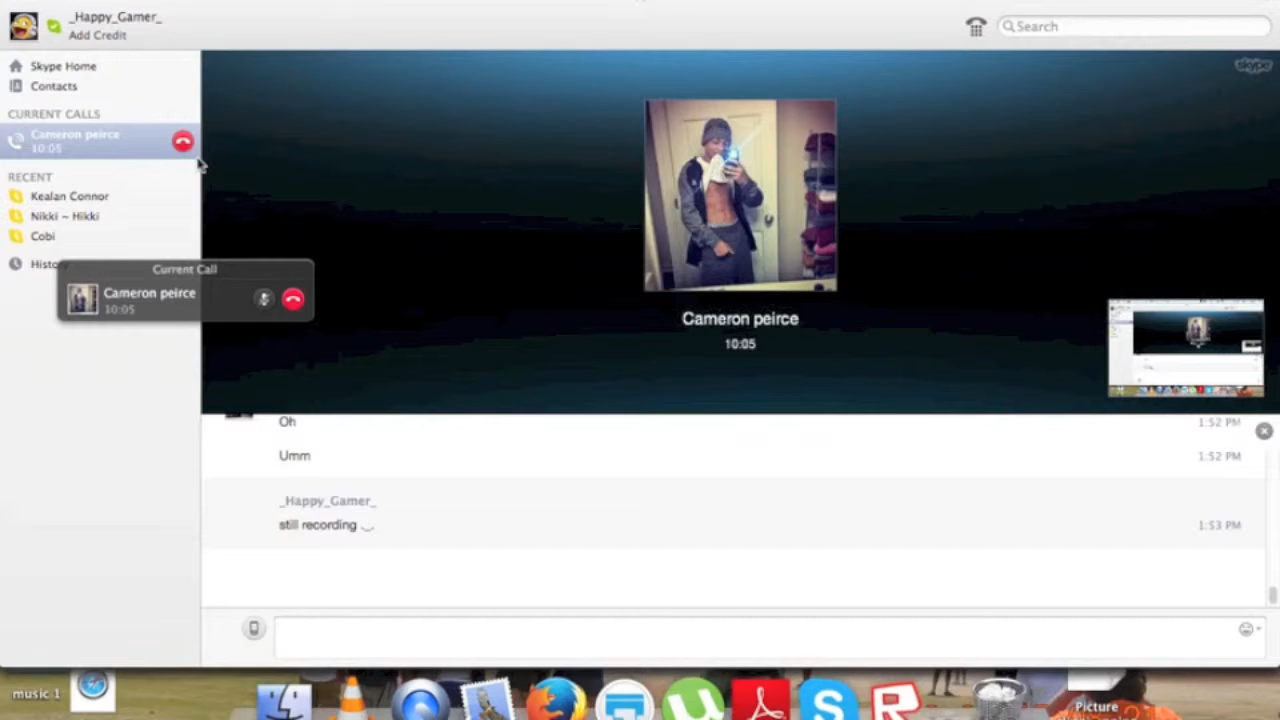 _Happy_Gamer_
Add Credit
Search
Skype Home
Contacts
CURRENT CALLS
Cameron peirce
10:05
RECENT
Kealan Connor
Nikki ~ Hikki
Cobi
History
Current Call
Cameron peirce
10:05
skype
Cameron peirce
10:05
Oh 1:52 PM
Umm 1:52 PM
_Happy_Gamer_
still recording ._. 1:53 PM
music 1
Picture